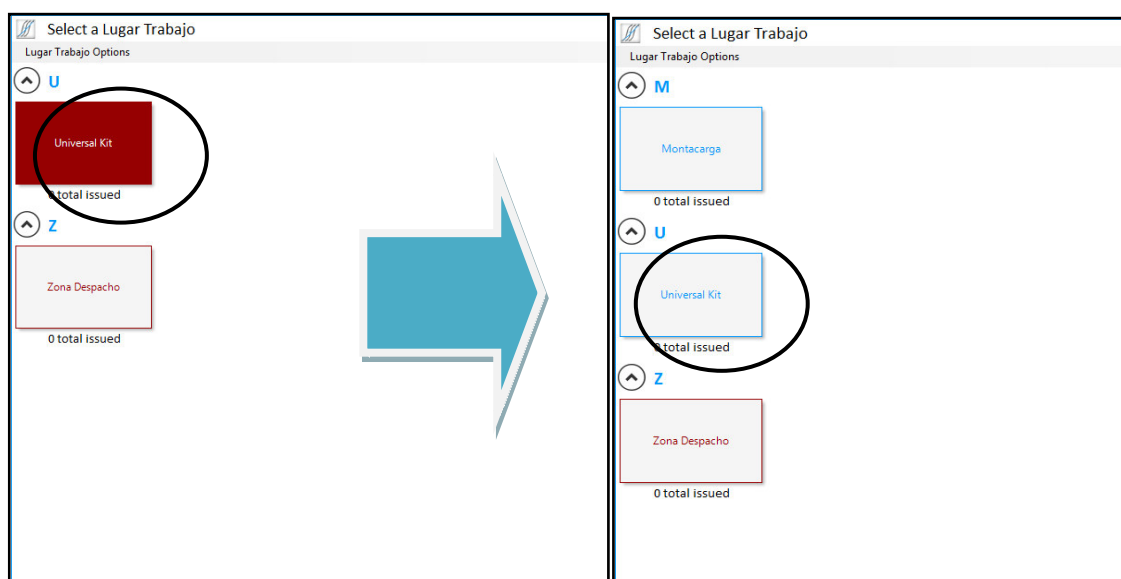 Select a Lugar Trabajo
Lugar Trabajo Options
U
Universal Kit
0 total issued
Z
Zona Despacho
0 total issued
Select a Lugar Trabajo
Lugar Trabajo Options
M
Montacarga
0 total issued
U
Universal Kit
0 total issued
Z
Zona Despacho
0 total issued